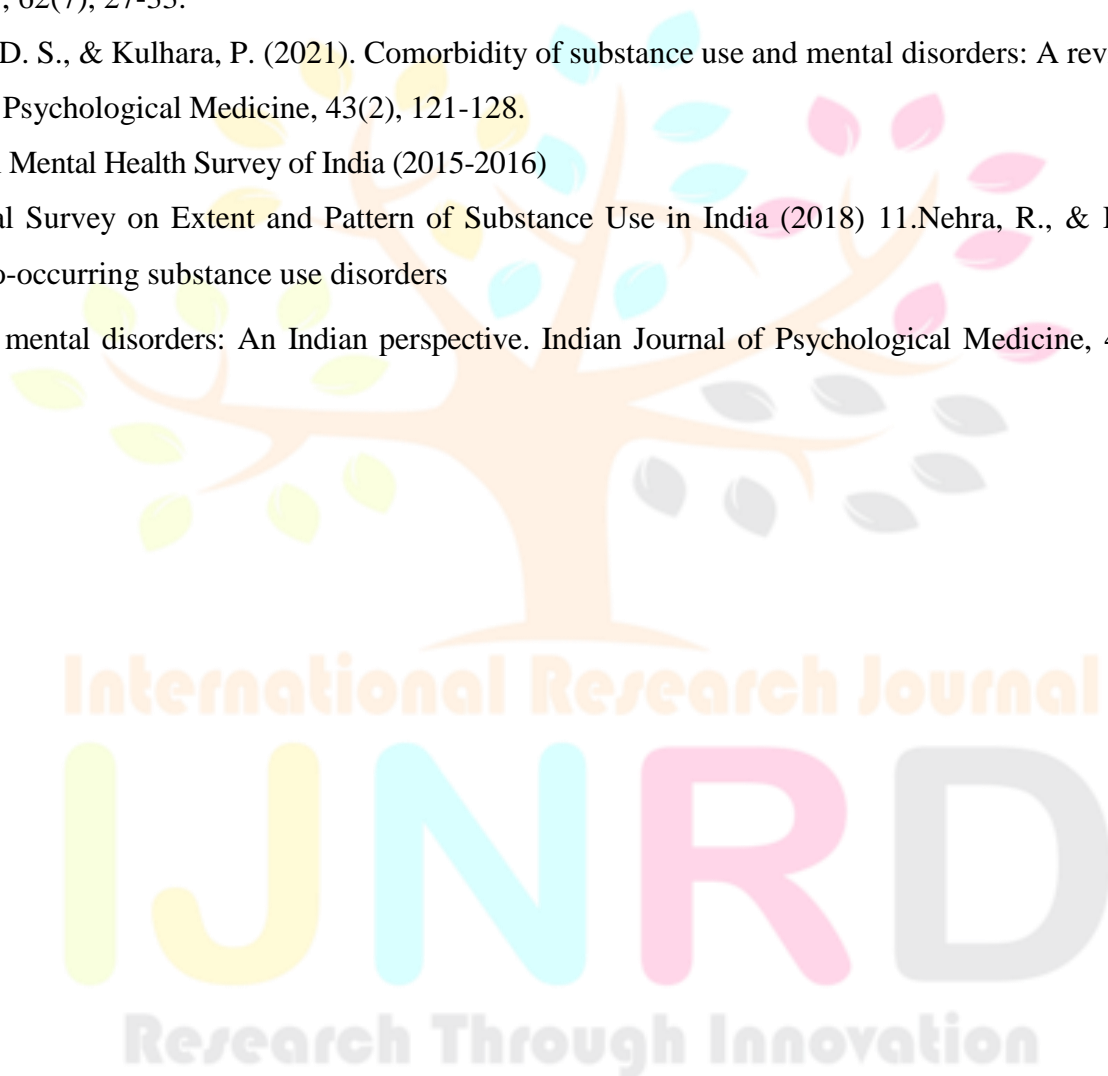 62(7), 27-33.
D. S., & Kulhara, P. (2021). Comorbidity of substance use and mental disorders: A
Psychological Medicine, 43(2), 121-128.
Mental Health Survey of India (2015-2016)
Survey on Extent and Pattern of Substance Use in India (2018) 11.Nehra, R., &
o-occurring substance use disorders
mental disorders: An Indian perspective. Indian Journal of Psychological Medicine,
International Research Journal
IJNRD
Research Through Innovation